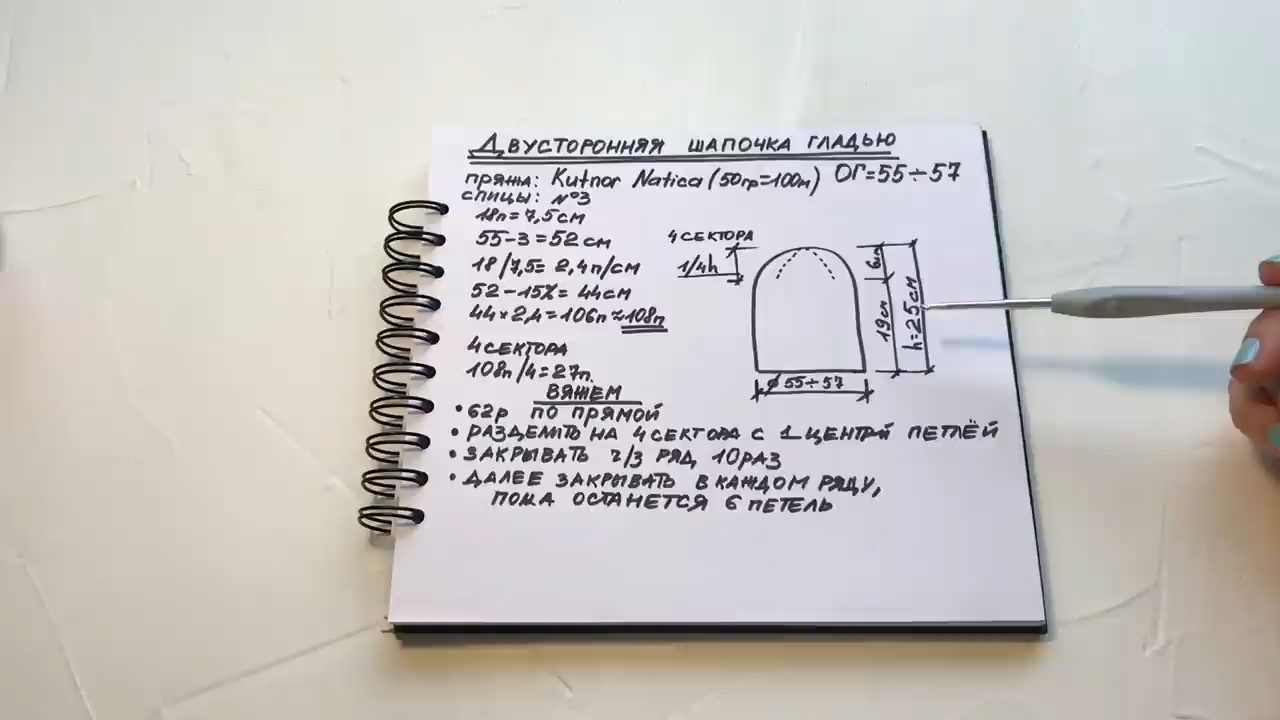 ДВУСТОРОННЯЯ ШАПОЧКА ГЛАДЬЮ
ПРЯЖА: Kutnor Natica (50гр=100м) ОГ=55÷57
СПИЦЫ: №3
18п=7,5см
55-3=52см
18/7,5=2,4п/см
52-15%=44см
44×2,4=106п≈108п
4 СЕКТОРА
108п/4=27п.
4 СЕКТОРА
1/4h
6см
19см
h=25см
⌀55÷57
ВЯЖЕМ
• 62р ПО ПРЯМОЙ
• РАЗДЕЛИТЬ НА 4 СЕКТОРА С 1 ЦЕНТР ПЕТЛЁЙ
• ЗАКРЫВАТЬ Ч/З РЯД 10 РАЗ
• ДАЛЕЕ ЗАКРЫВАТЬ В КАЖДОМ РЯДУ,
ПОКА ОСТАНЕТСЯ 6 ПЕТЕЛЬ